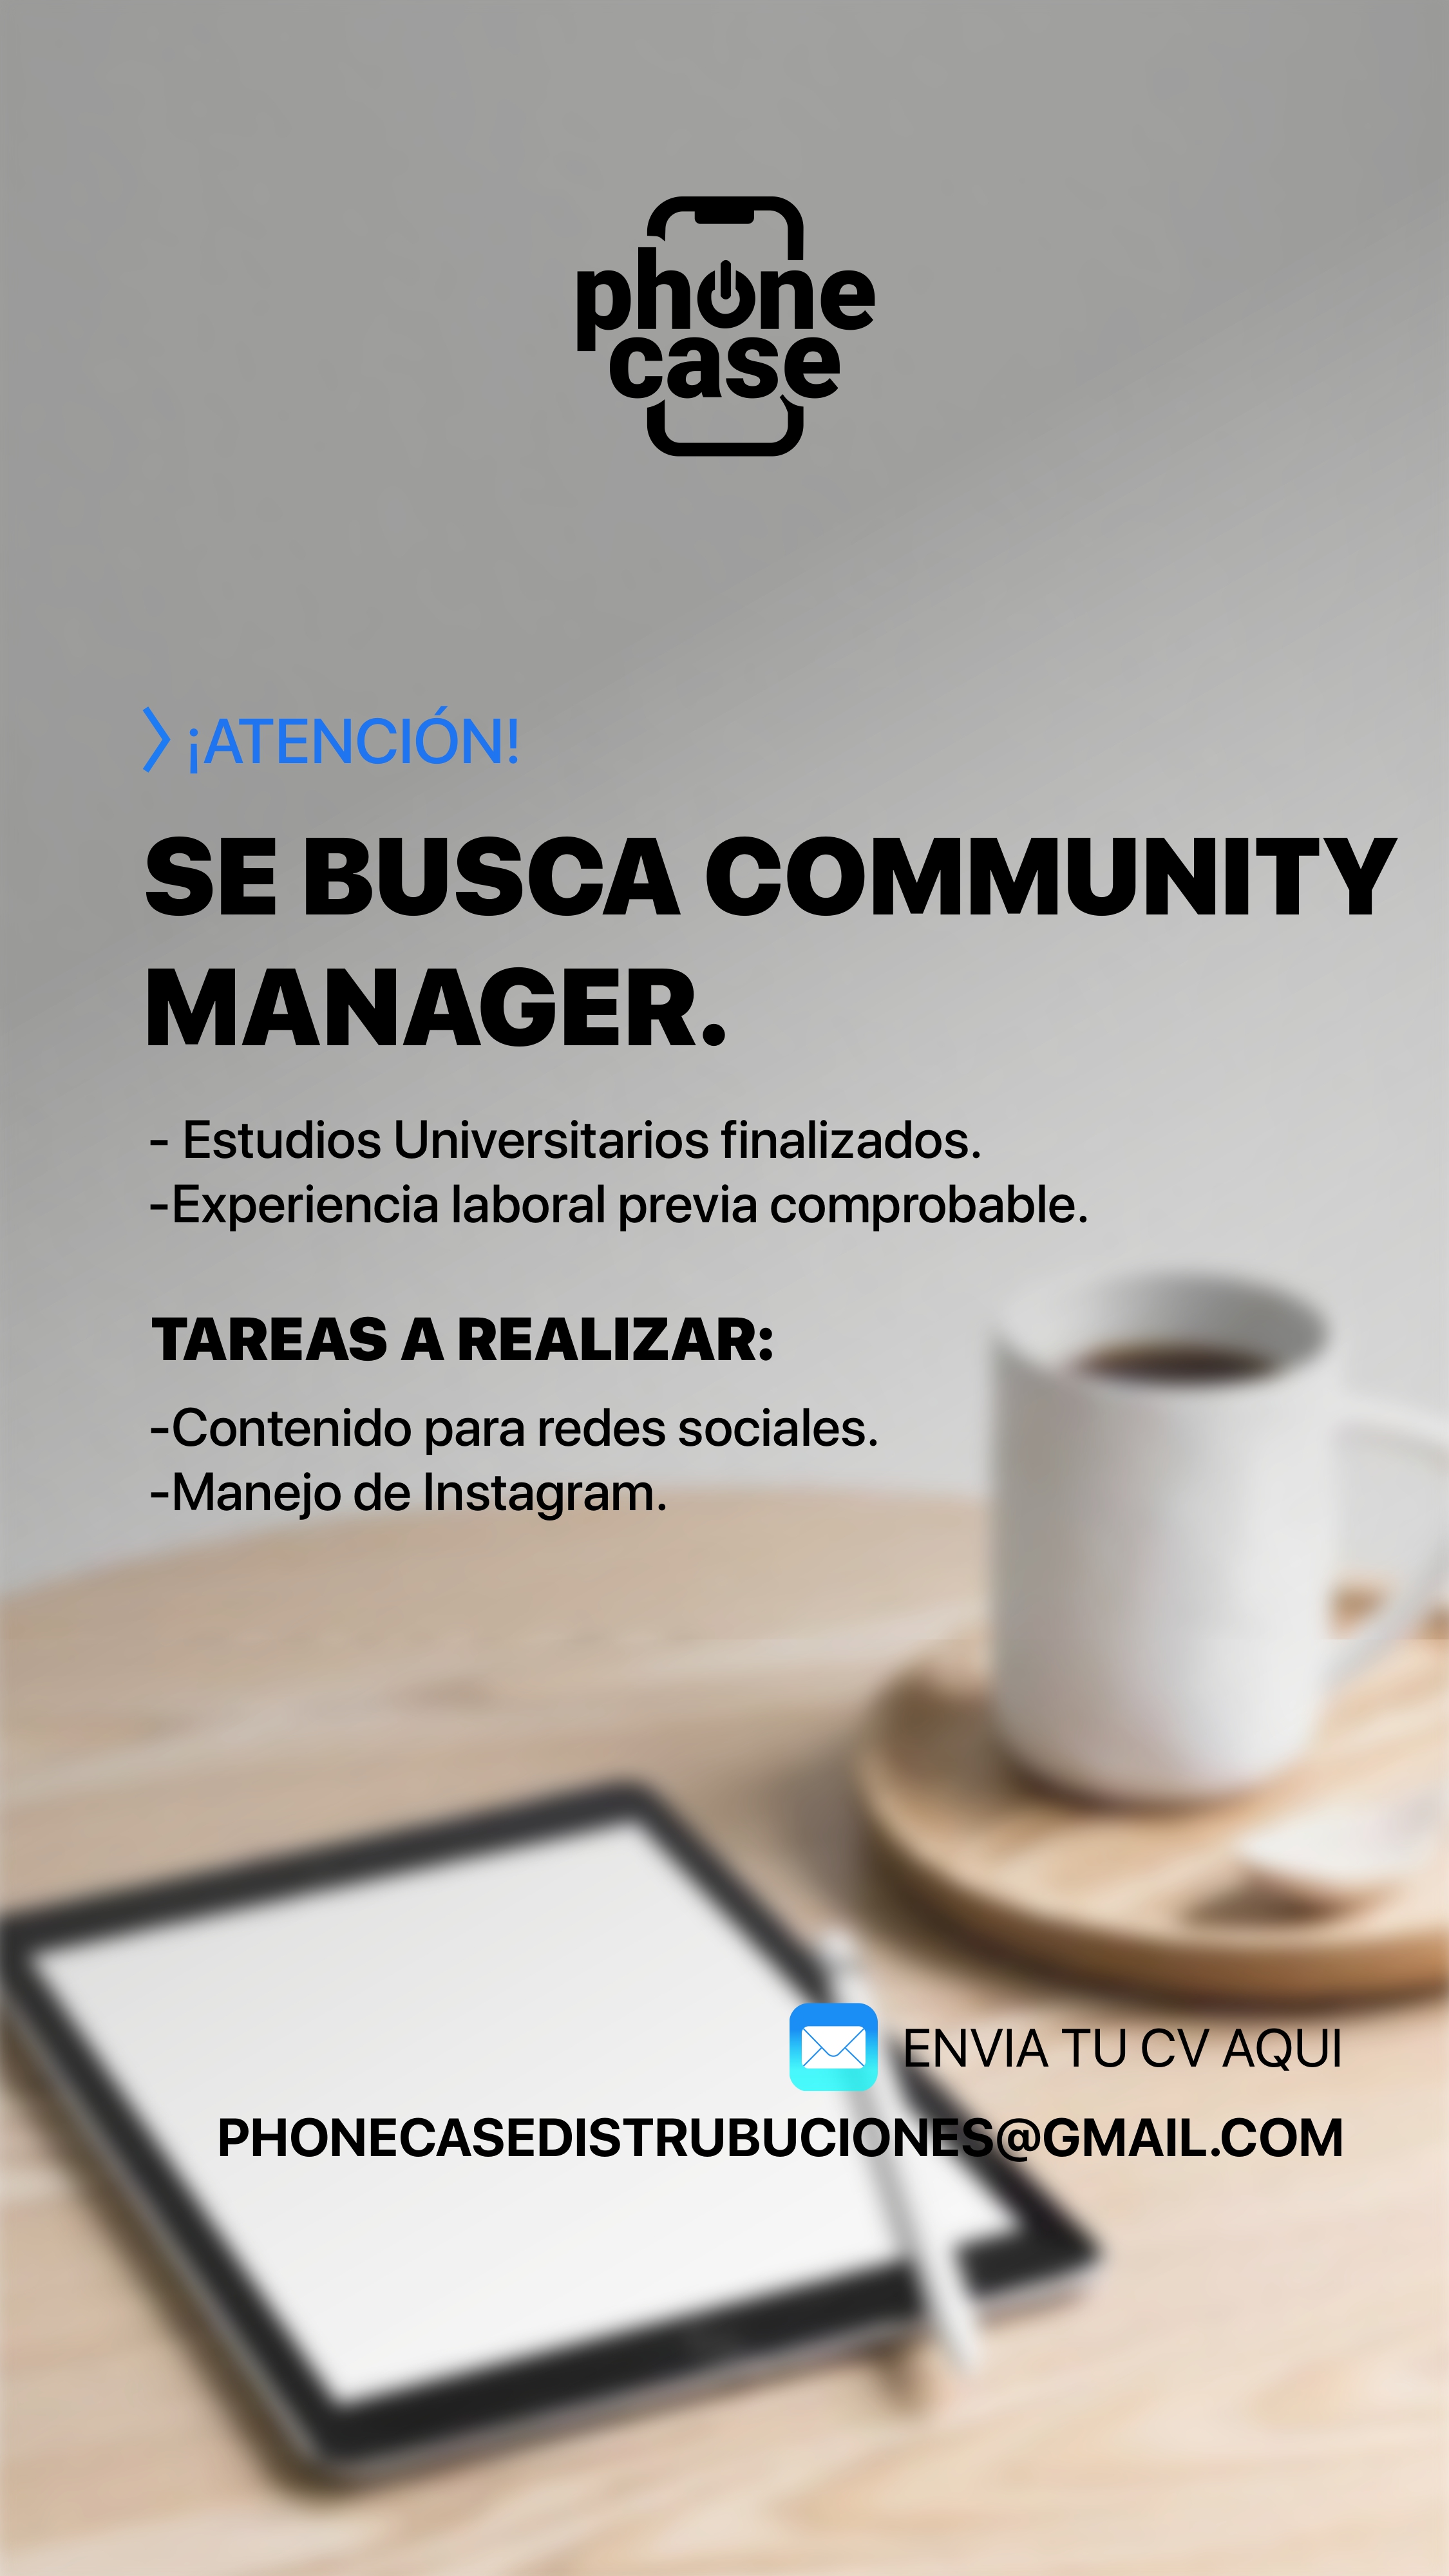 phone
case
¡ATENCIÓN!
SE BUSCA COMMUNITY
MANAGER.
- Estudios Universitarios finalizados.
-Experiencia laboral previa comprobable.
TAREAS A REALIZAR:
-Contenido para redes sociales.
-Manejo de Instagram.
ENVIA TU CV AQUI
PHONECASEDISTRUBUCIONES@GMAIL.COM